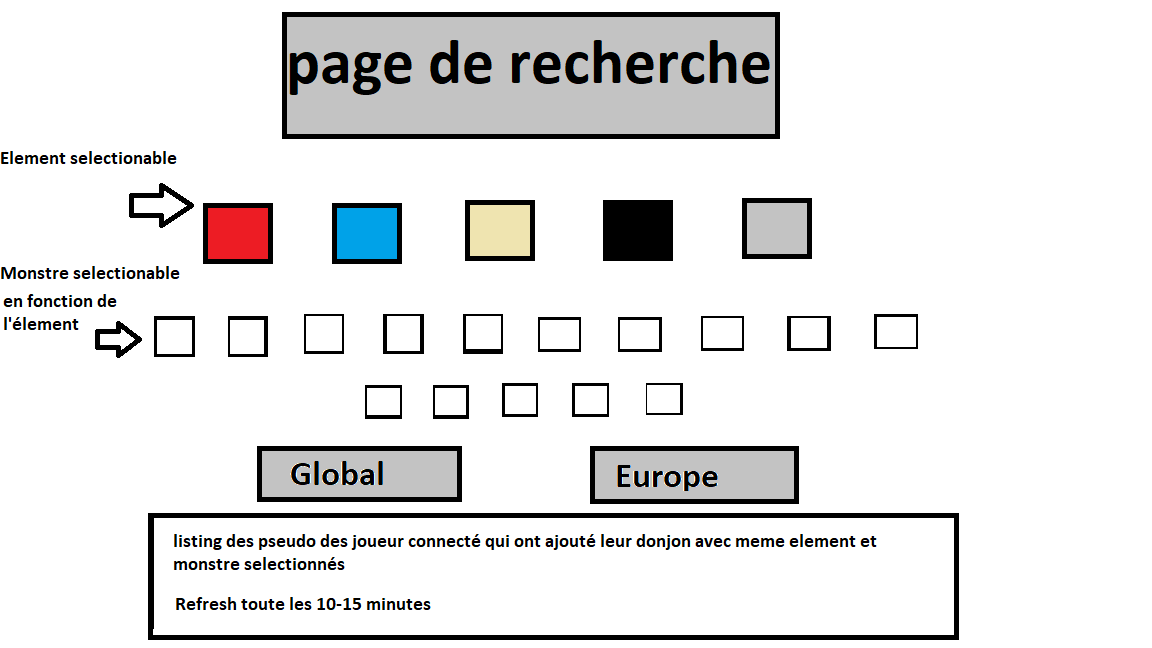 page de recherche
Element selectionable
Monstre selectionable
en fonction de
l'élement
Global
Europe
listing des pseudo des joueur connecté qui ont ajouté leur donjon avec meme element et
monstre selectionnés
Refresh toute les 10-15 minutes